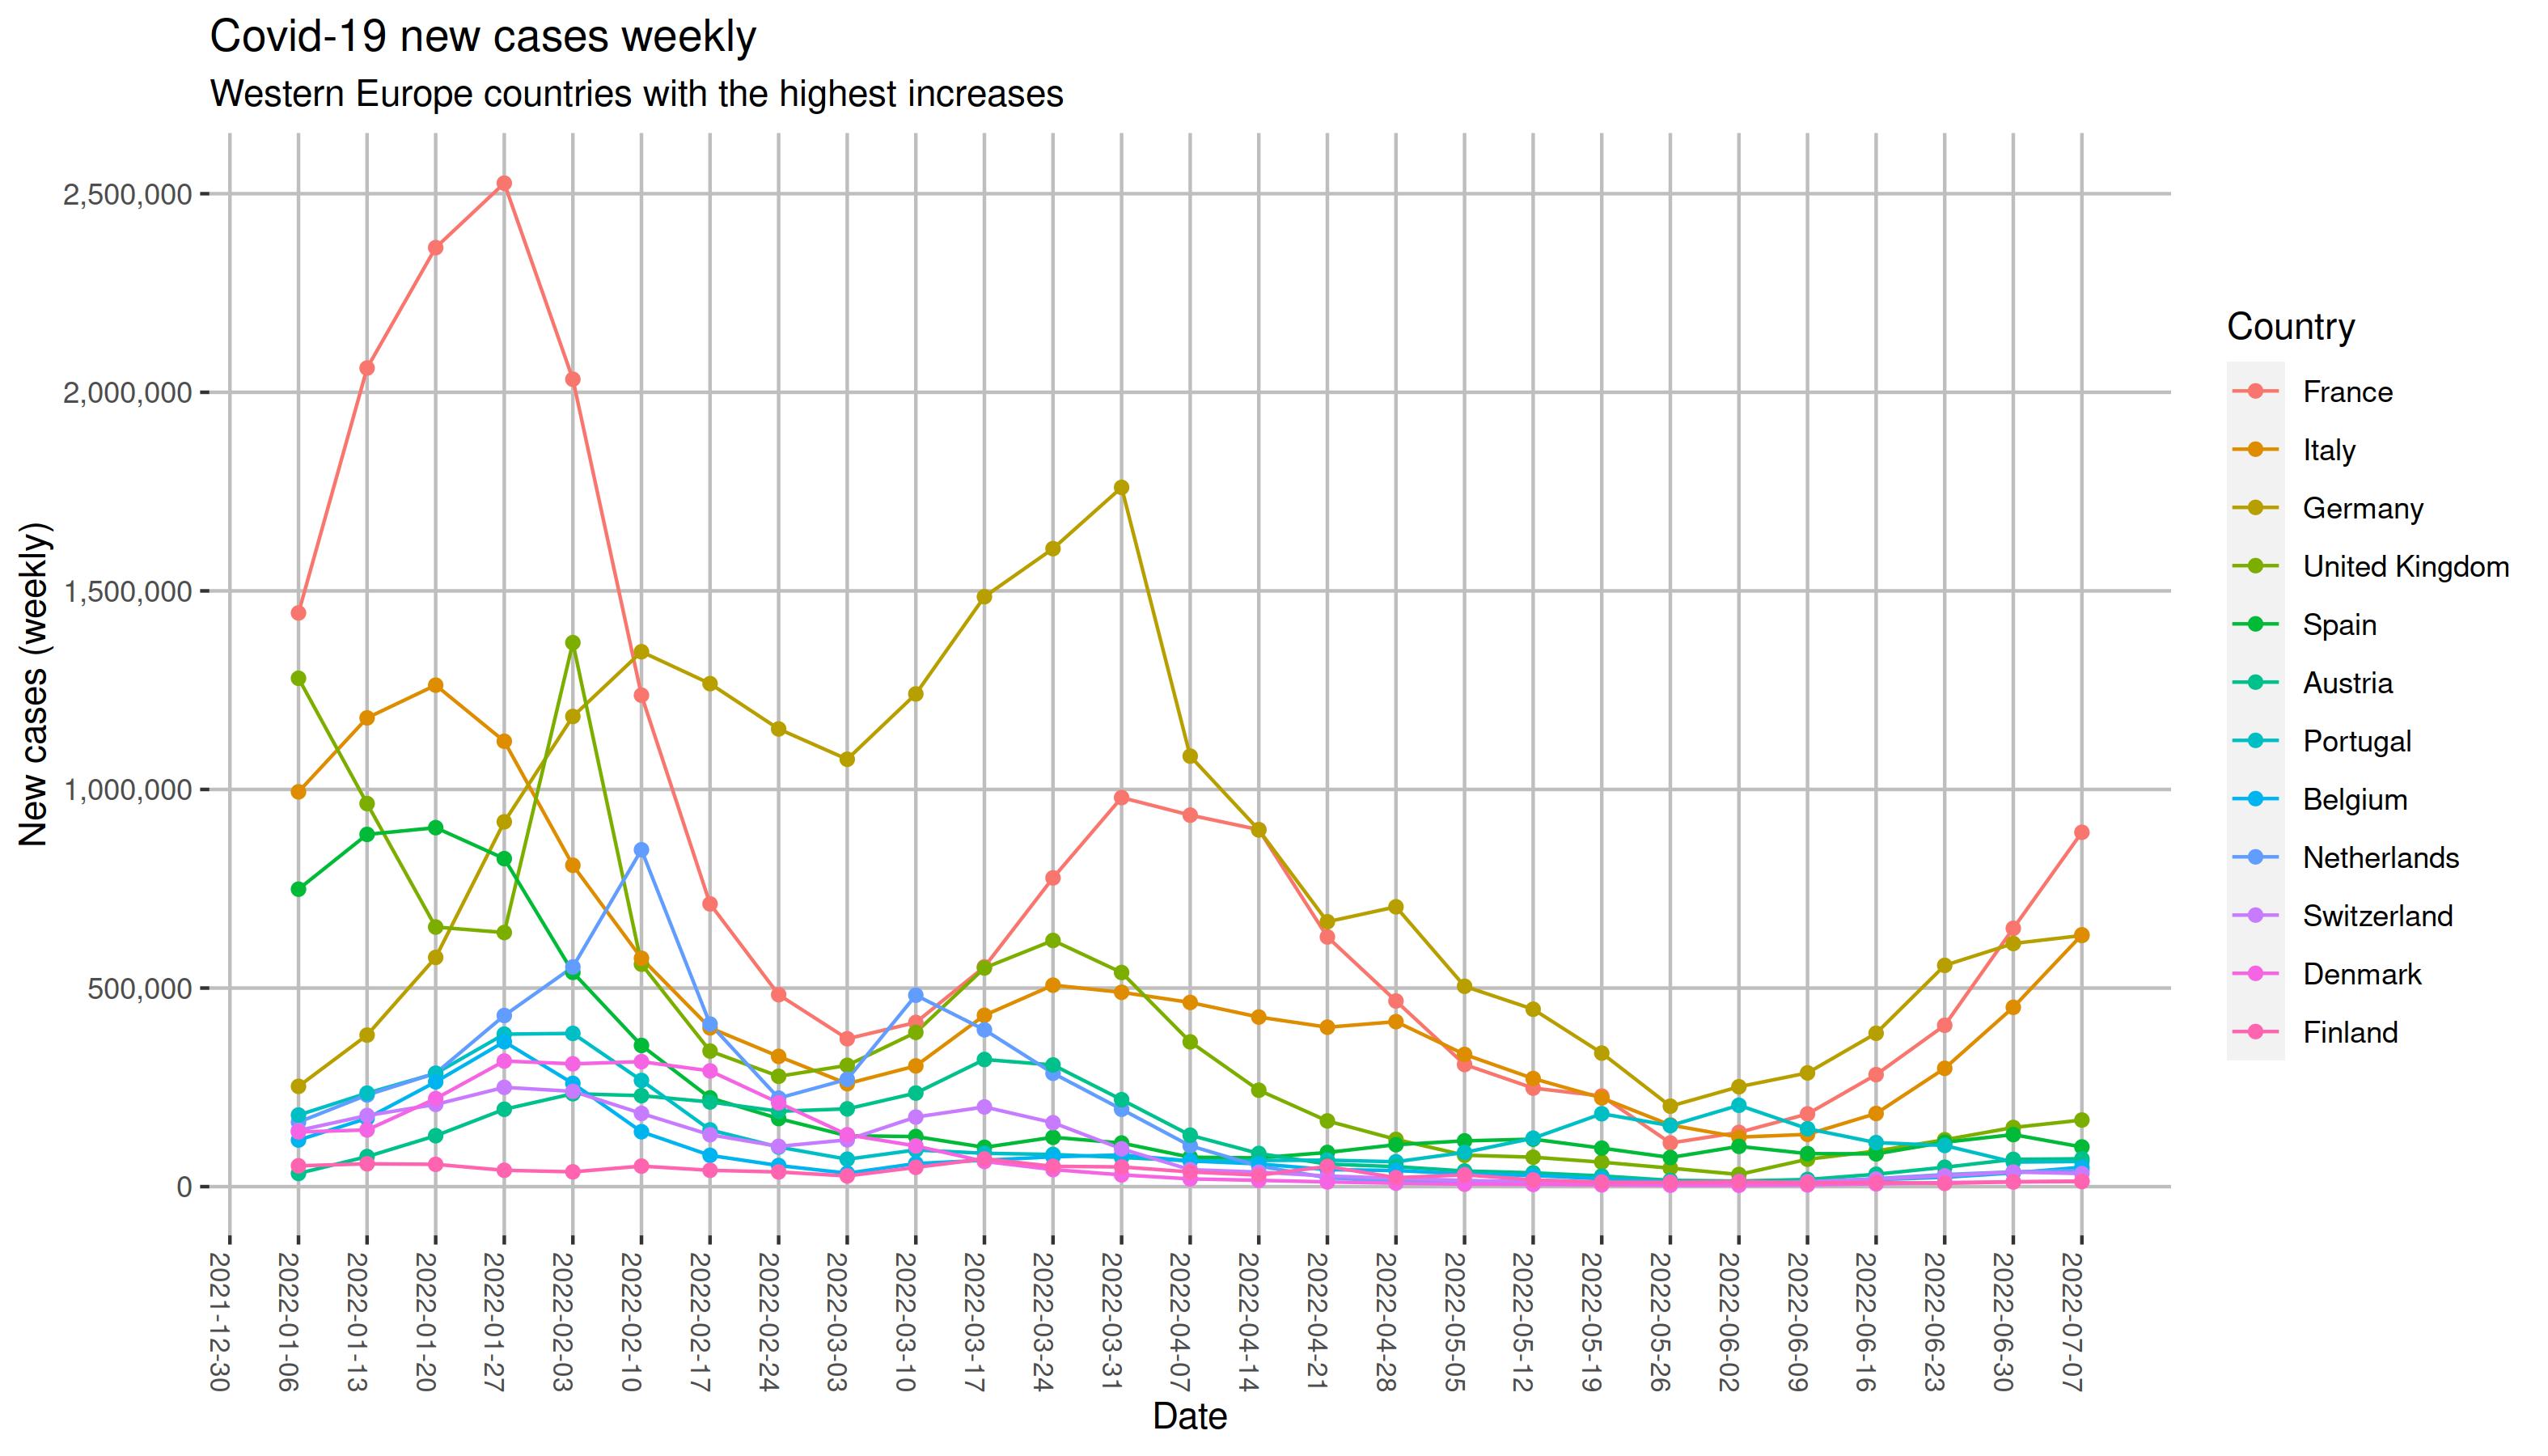 Covid-19 new cases weekly
Western Europe countries with the highest increases
New cases (weekly)
2,500,000
2,000,000
1,500,000
1,000,000
500,000
0
2021-12-30
2022-01-06
2022-01-13
2022-01-20
2022-01-27
2022-02-03
2022-02-10
2022-02-17
2022-02-24
2022-03-03
2022-03-10
2022-03-17
2022-03-24
2022-03-31
2022-04-07
2022-04-14
2022-04-21
2022-04-28
2022-05-05
2022-05-12
2022-05-19
2022-05-26
2022-06-02
2022-06-09
2022-06-16
2022-06-23
2022-06-30
2022-07-07
Date
Country
France
Italy
Germany
United Kingdom
Spain
Austria
Portugal
Belgium
Netherlands
Switzerland
Denmark
Finland